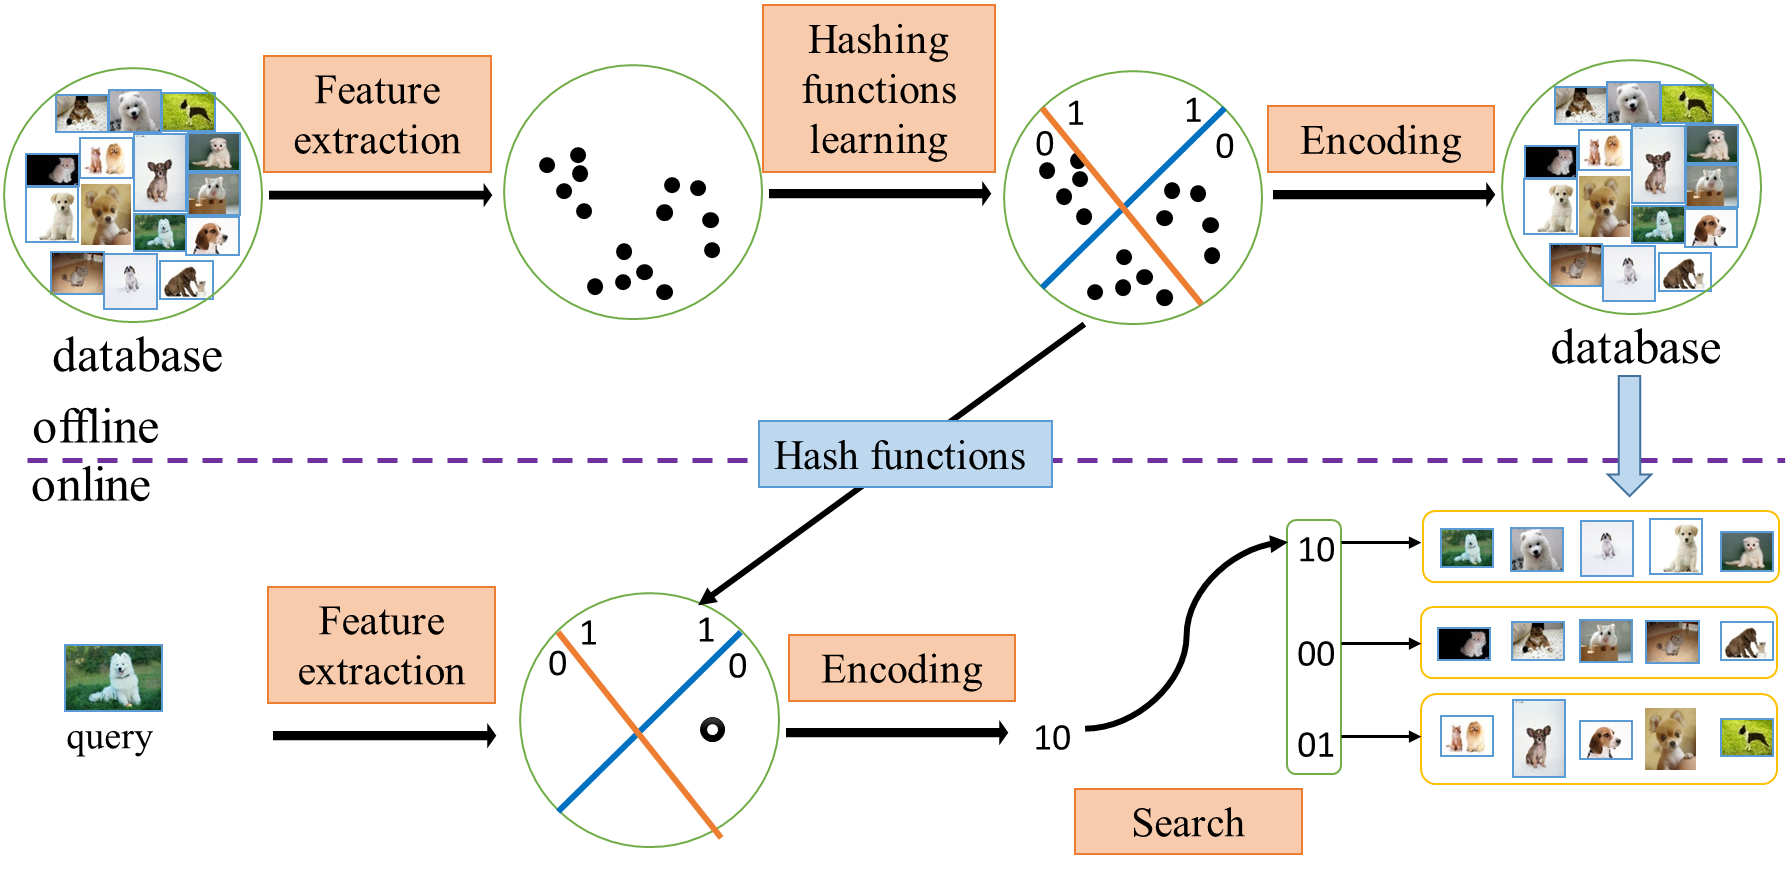 Feature
extraction
Hashing
functions
learning
Encoding
1
0
1
0
database
database
offline
Hash functions
online
Feature
extraction
1
0
1
0
Encoding
query
10
Search
10
00
01